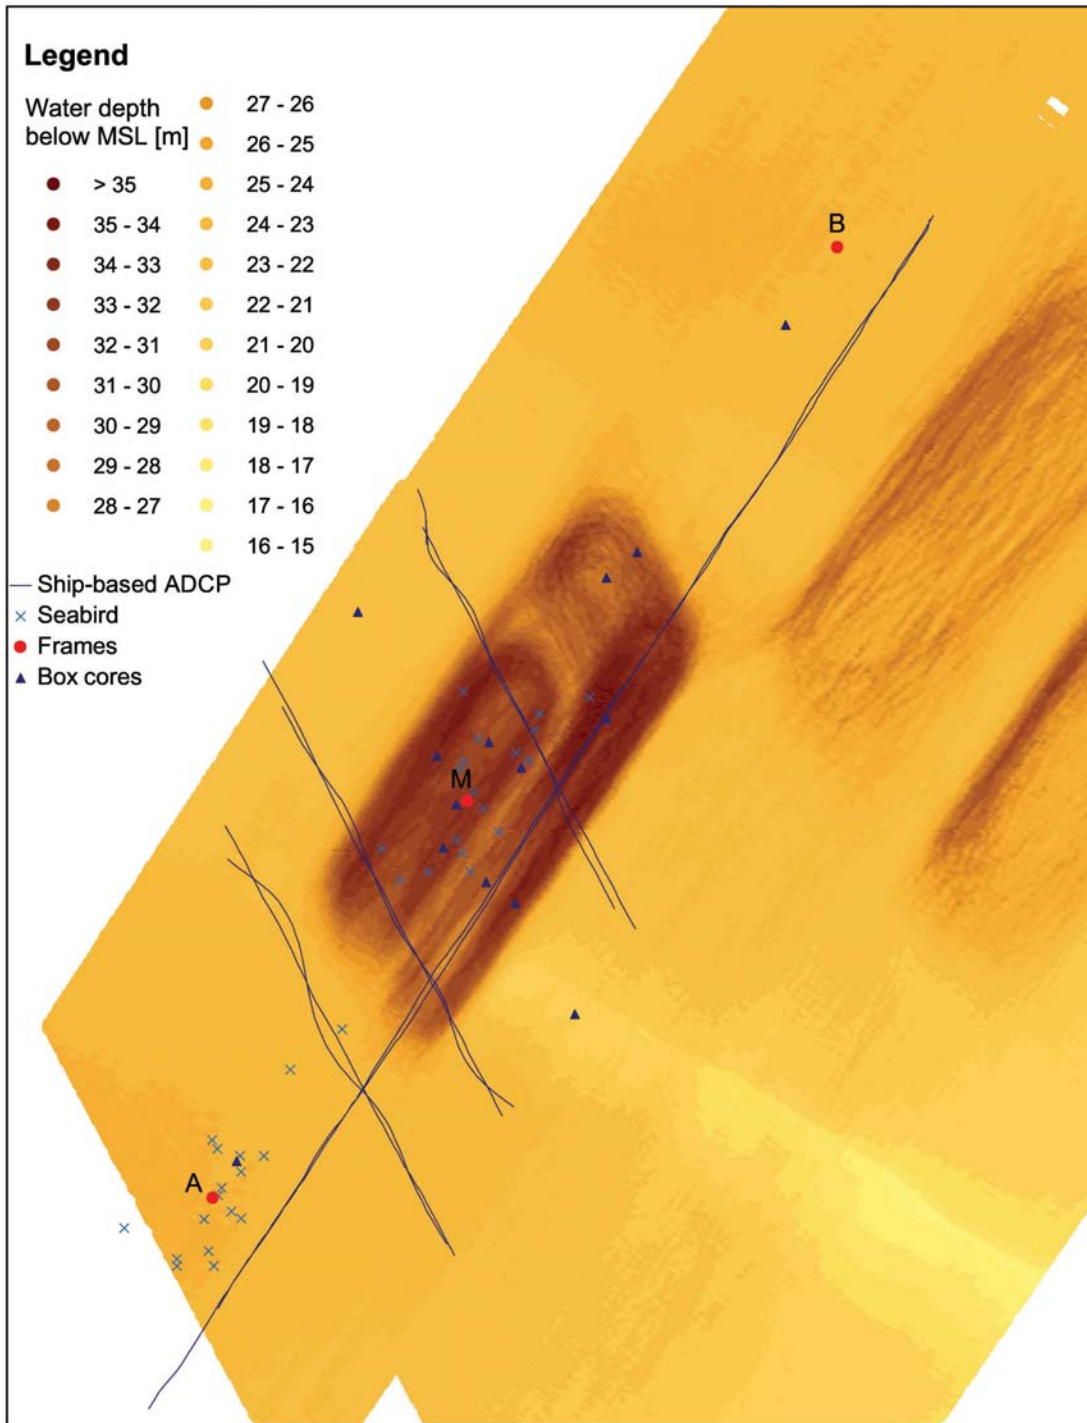 Legend
Water depth
below MSL [m]
> 35
35 - 34
34 - 33
33 - 32
32 - 31
31 - 30
30 - 29
29 - 28
28 - 27
27 - 26
26 - 25
25 - 24
24 - 23
23 - 22
22 - 21
21 - 20
20 - 19
19 - 18
18 - 17
17 - 16
16 - 15
Ship-based ADCP
Seabird
Frames
Box cores
B
M
A